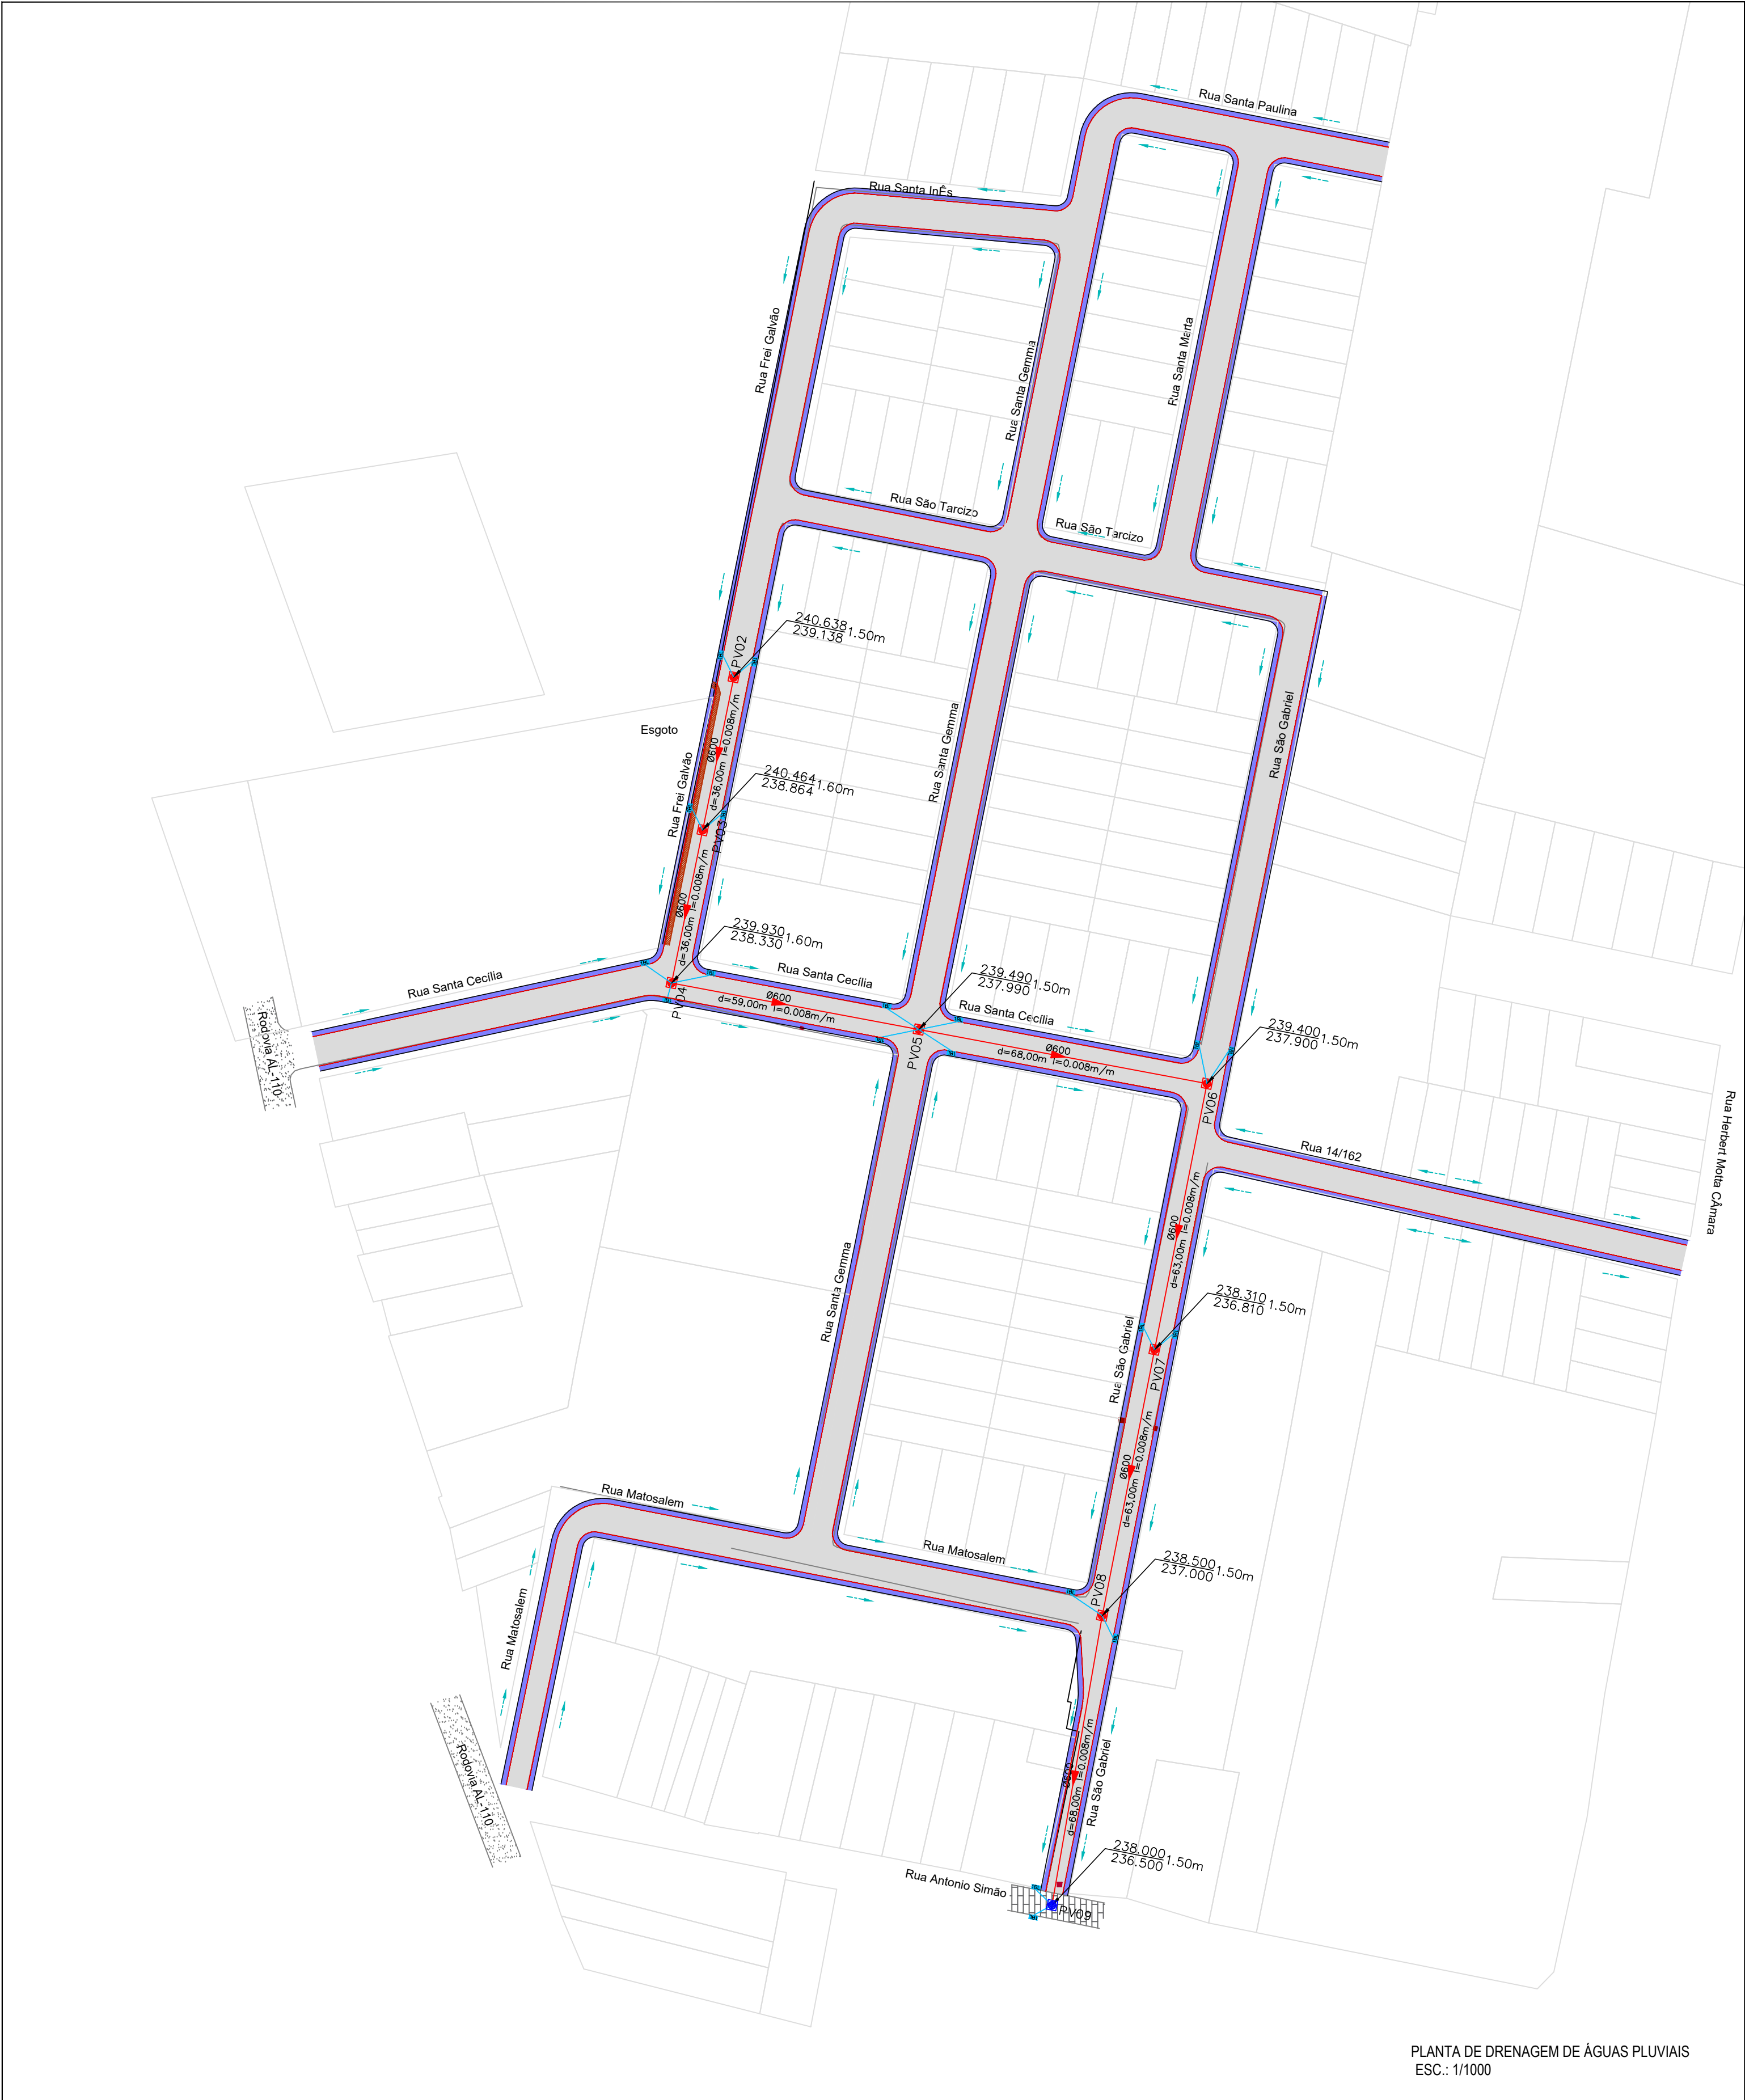 Rua Santa Paulina
Rua Santa InÊs
Rua Frei Galvão
Rua Santa Gemma
Rua Santa Marta
Rua São Tarcizo
Rua São Tarcizo
240.638 1.50m
239.138
PV02
Ø600
d=36,00m I=0.008m/m
Esgoto
Rua Frei Galvão
Rua Santa Gemma
Rua São Gabriel
240.464 1.60m
238.864
PV03
Ø600
d=36,00m I=0.008m/m
239.930 1.60m
238.330
PV04
Rua Santa Cecília
Rua Santa Cecília
Ø600
d=59,00m I=0.008m/m
239.490 1.50m
237.990
PV05
Rua Santa Cecília
Ø600
d=68,00m I=0.008m/m
239.400 1.50m
237.900
PV06
Rodovia AL-110
Rua 14/162
Rua Herbert Motta CÂmara
Ø600
d=63,00m I=0.008m/m
238.310 1.50m
236.810
PV07
Rua Santa Gemma
Rua São Gabriel
Ø600
d=63,00m I=0.008m/m
Rua Matosalem
Rua Matosalem
238.500 1.50m
237.000
PV08
Rua Matosalem
Rodovia AL-110
Ø600
d=68,00m I=0.008m/m
Rua São Gabriel
238.000 1.50m
236.500
Rua Antonio Simão
PV09
PLANTA DE DRENAGEM DE ÁGUAS PLUVIAIS
ESC.: 1/1000